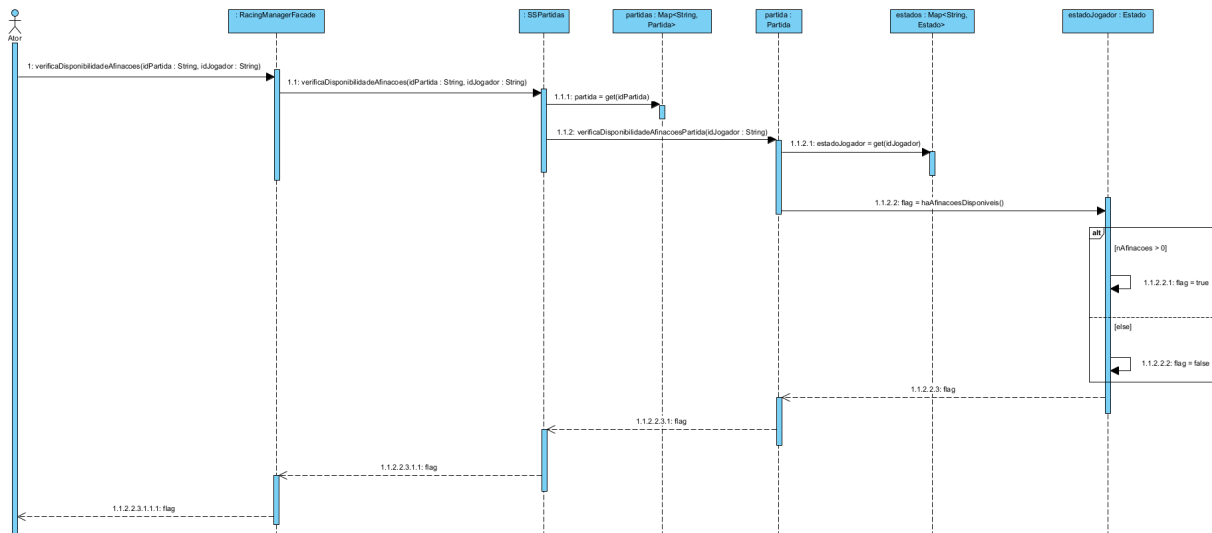 : RacingManagerFacade
: SSPartidas
partidas : Map<String,
Partida>
partida :
Partida
estados : Map<String,
Estado>
estadoJogador : Estado
Ator
1: verificaDisponibilidadeAfinacoes(idPartida : String, idJogador : String)
1.1: verificaDisponibilidadeAfinacoes(idPartida : String, idJogador : String)
1.1.1: partida = get(idPartida)
1.1.2: verificaDisponibilidadeAfinacoesPartida(idJogador : String)
1.1.2.1: estadoJogador = get(idJogador)
1.1.2.2: flag = haAfinacoesDisponiveis()
alt
[nAfinacoes > 0]
1.1.2.2.1: flag = true
[else]
1.1.2.2.2: flag = false
1.1.2.2.3: flag
1.1.2.2.3.1: flag
1.1.2.2.3.1.1: flag
1.1.2.2.3.1.1.1: flag